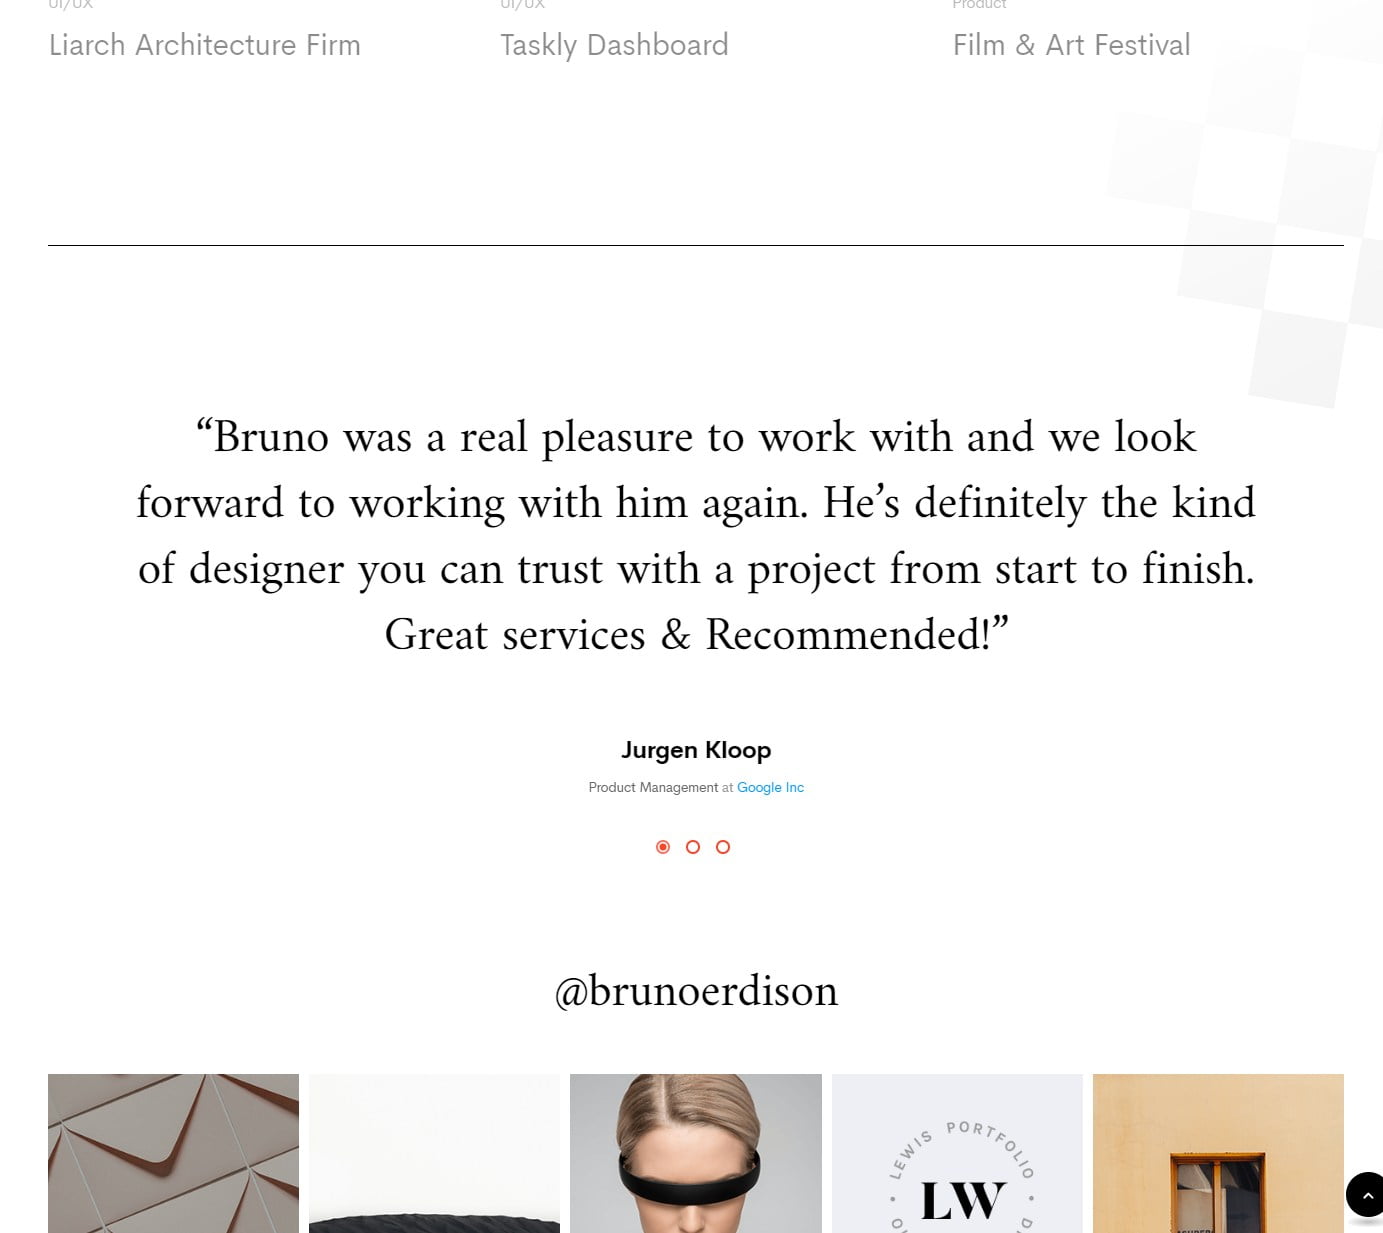 UI/UX
UI/UX
Product
Liarch Architecture Firm
Taskly Dashboard
Film & Art Festival
“Bruno was a real pleasure to work with and we look
forward to working with him again. He’s definitely the kind
of designer you can trust with a project from start to finish.
Great services & Recommended!”
Jurgen Kloop
Product Management at Google Inc
@brunoerdison
LEWIS PORTFOLIO
LW